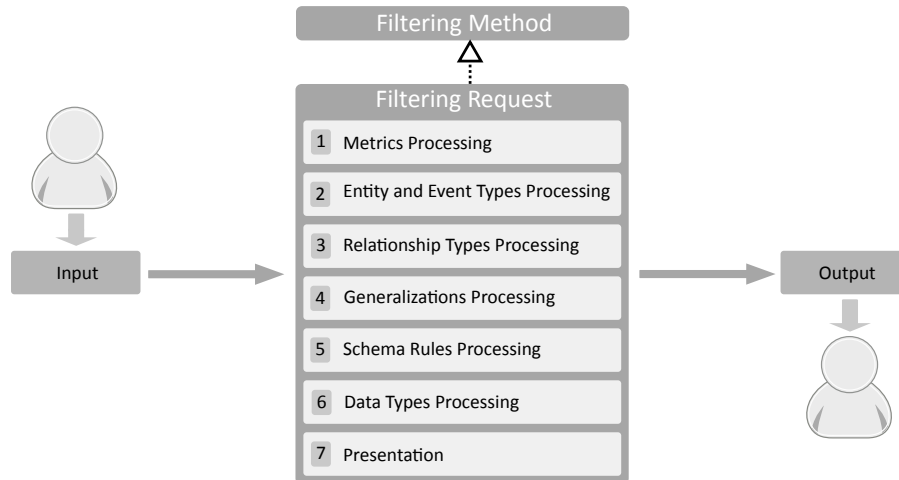 Filtering Method
Filtering Request
1 Metrics Processing
2 Entity and Event Types Processing
3 Relationship Types Processing
4 Generalizations Processing
5 Schema Rules Processing
6 Data Types Processing
7 Presentation
Input
Output